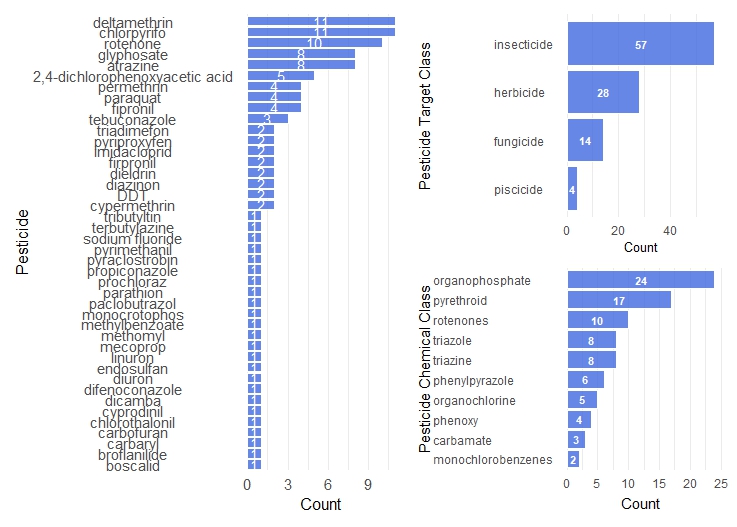 Pesticide
deltamethrin 11
chlorpyrifo 11
rotenone 10
glyphosate 8
atrazine 8
2,4-dichlorophenoxyacetic acid 5
permethrin 4
paraquat 4
fipronil 4
tebuconazole 3
triadimefon 2
pyriproxyfen 2
Imidacloprid 2
firpronil 2
dieldrin 2
diazinon 2
DDT 2
cypermethrin 2
tributyltin 1
terbutylazine 1
sodium fluoride 1
pyrimethanil 1
pyraclostrobin 1
propiconazole 1
prochloraz 1
parathion 1
paclobutrazol 1
monocrotophos 1
methylbenzoate 1
methomyl 1
mecoprop 1
linuron 1
endosulfan 1
diuron 1
difenoconazole 1
dicamba 1
cyprodinil 1
chlorothalonil 1
carbofuran 1
carbaryl 1
broflanilide 1
boscalid 1
0 3 6 9
Count
Pesticide Target Class
insecticide 57
herbicide 28
fungicide 14
piscicide 4
0 20 40
Count
Pesticide Chemical Class
organophosphate 24
pyrethroid 17
rotenones 10
triazole 8
triazine 8
phenylpyrazole 6
organochlorine 5
phenoxy 4
carbamate 3
monochlorobenzenes 2
0 5 10 15 20 25
Count